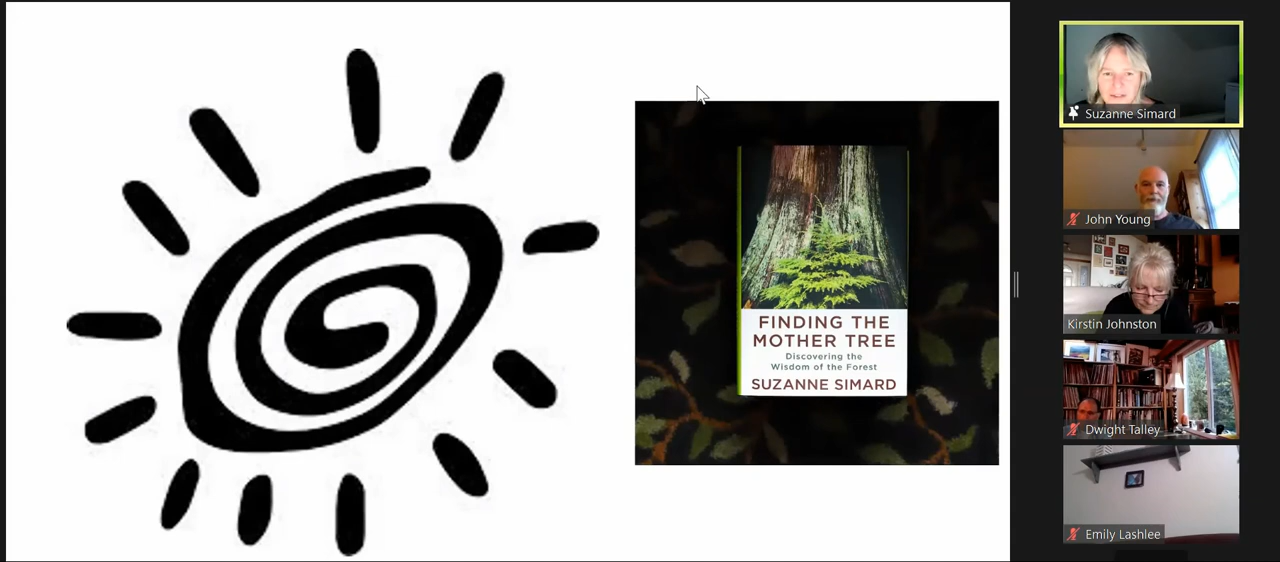 FINDING THE
MOTHER TREE
Discovering the
Wisdom of the Forest
SUZANNE SIMARD
Suzanne Simard
John Young
Kirstin Johnston
Dwight Talley
Emily Lashlee